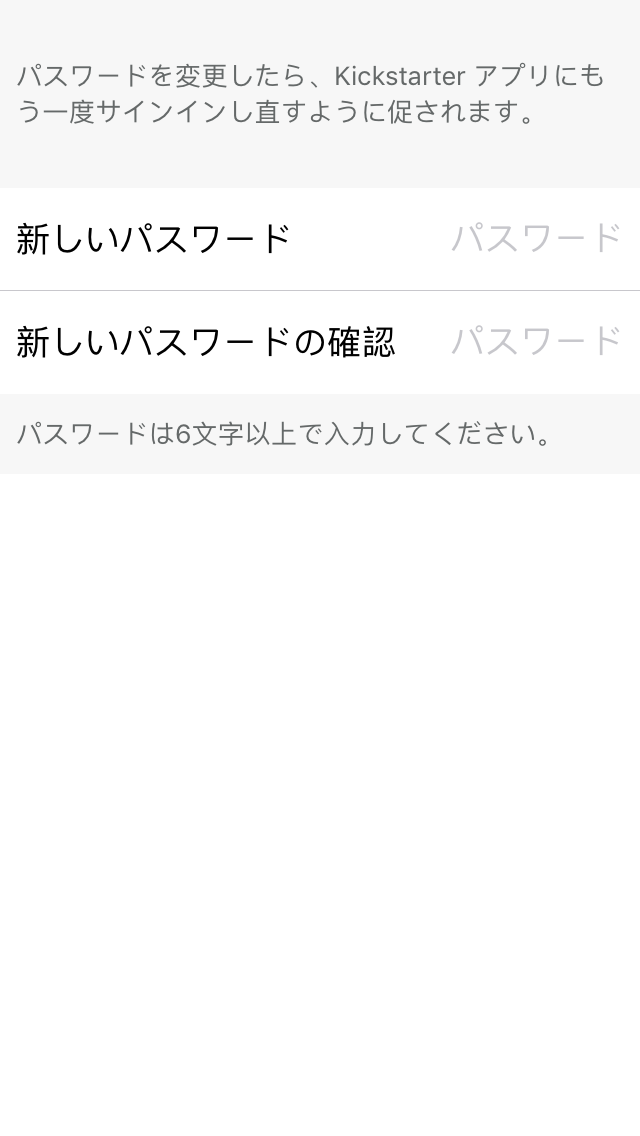 パスワードを変更したら、Kickstarter アプリにも
う一度サインインし直すように促されます。
新しいパスワード パスワード
新しいパスワードの確認 パスワード
パスワードは6文字以上で入力してください。